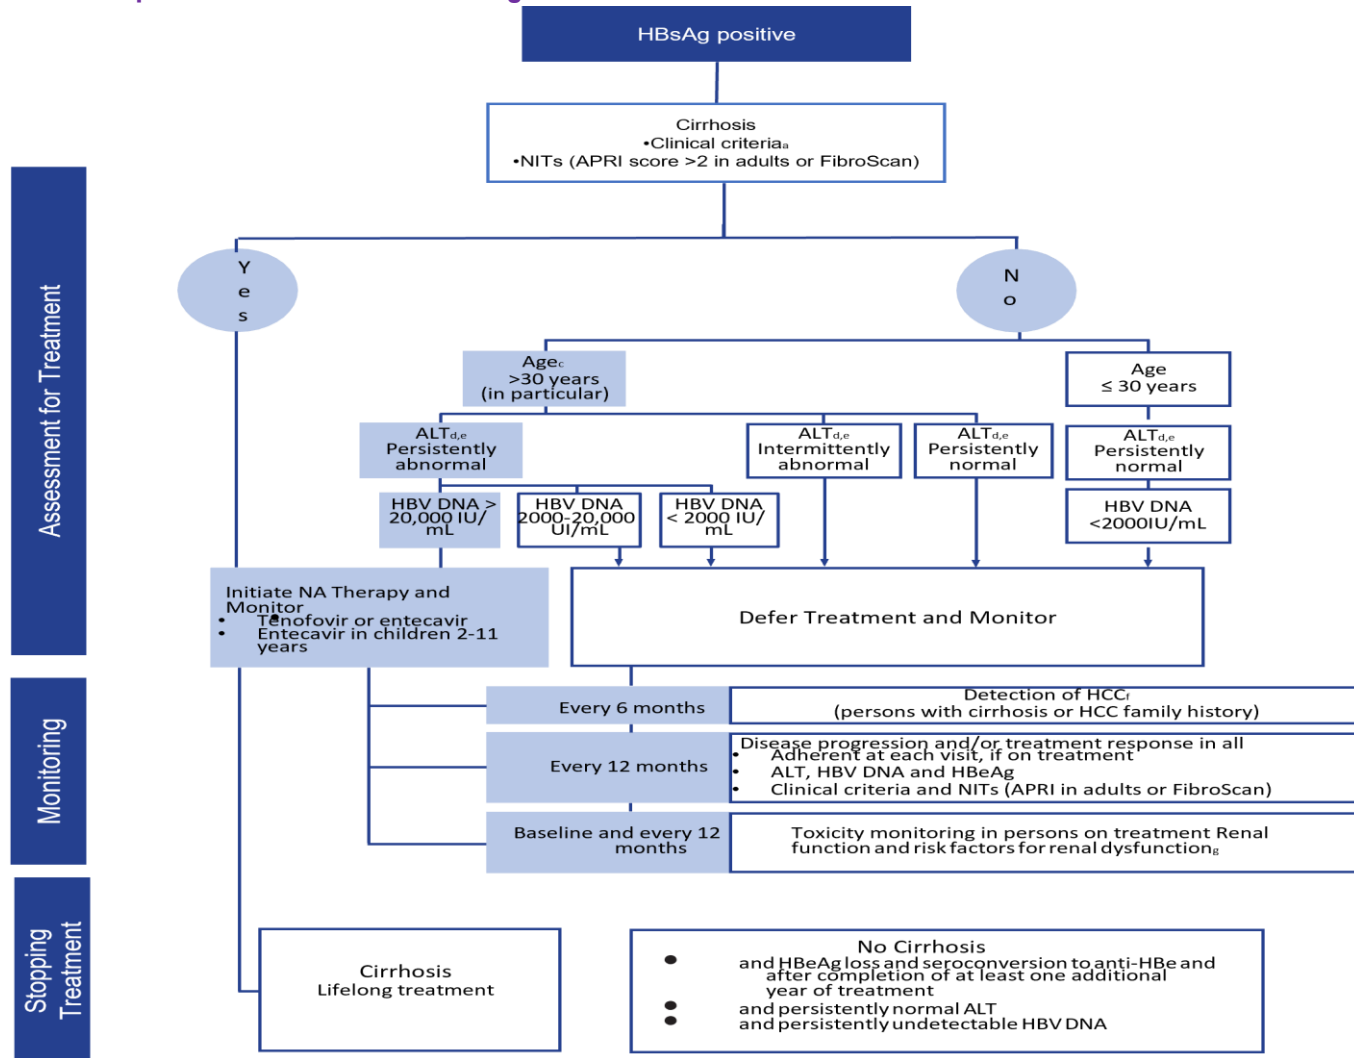 HBsAg positive
Cirrhosis
•Clinical criteriaa
•NITs (APRI score >2 in adults or FibroScan)
Assessment for Treatment
Y
e
s
N
o
Agec
>30 years
(in particular)
Age
≤ 30 years
ALTd,e
Persistently
abnormal
ALTd,e
Intermittently
abnormal
ALTd,e
Persistently
normal
ALTd,e
Persistently
normal
HBV DNA >
20,000 IU/
mL
HBV DNA
2000-20,000
UI/mL
HBV DNA
< 2000 IU/
mL
HBV DNA
<2000IU/mL
Initiate NA Therapy and
Monitor
• Tenofovir or entecavir
• Entecavir in children 2-11
years
Defer Treatment and Monitor
Monitoring
Every 6 months
Detection of HCCf
(persons with cirrhosis or HCC family history)
Every 12 months
Disease progression and/or treatment response in all
• Adherent at each visit, if on treatment
• ALT, HBV DNA and HBeAg
• Clinical criteria and NITs (APRI in adults or FibroScan)
Baseline and every 12
months
Toxicity monitoring in persons on treatment Renal
function and risk factors for renal dysfunctiong
Stopping
Treatment
Cirrhosis
Lifelong treatment
No Cirrhosis
• and HBeAg loss and seroconversion to anti-HBe and
after completion of at least one additional
year of treatment
• and persistently normal ALT
• and persistently undetectable HBV DNA